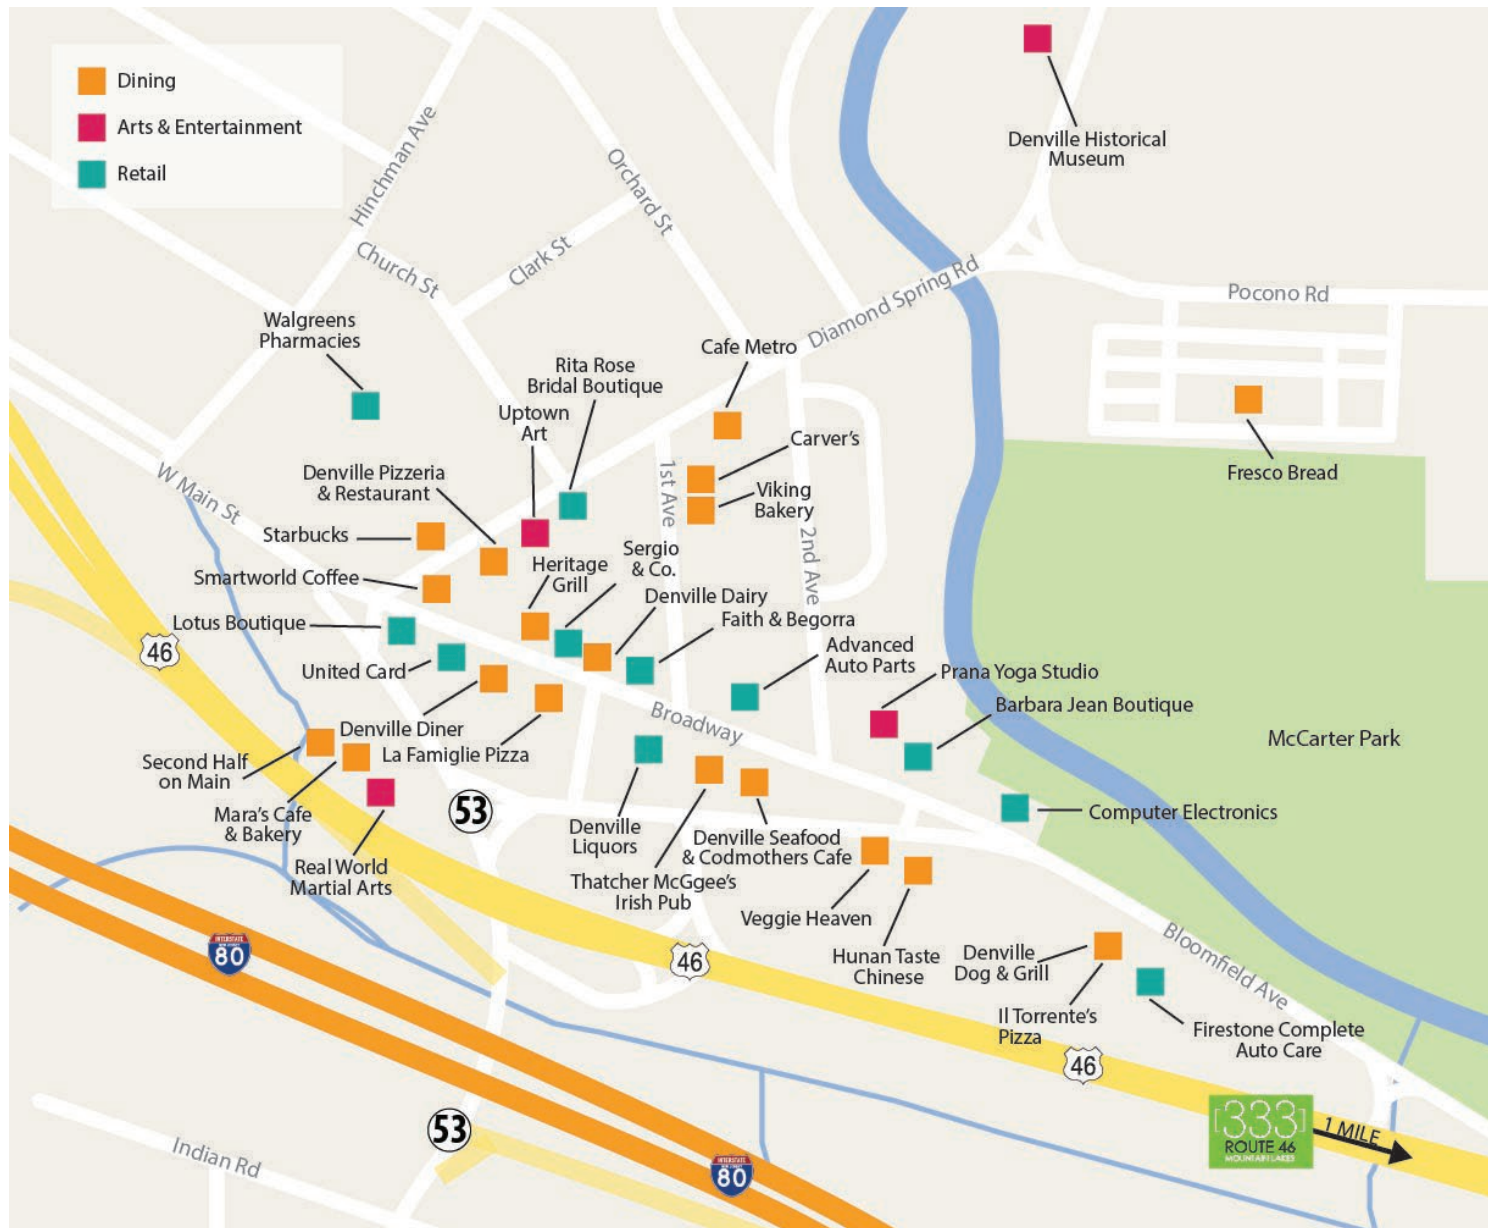 Dining
Arts & Entertainment
Retail
Hinchman Ave
Orchard St
Church St
Clark St
Denville Historical
Museum
Diamond Spring Rd
Pocono Rd
Walgreens
Pharmacies
Cafe Metro
Rita Rose
Bridal Boutique
Uptown
Art
Carver's
1st Ave
Fresco Bread
Denville Pizzeria
& Restaurant
Viking
Bakery
W Main St
Starbucks
2nd Ave
Sergio
& Co.
Heritage
Grill
Smartworld Coffee
Denville Dairy
Lotus Boutique
Faith & Begorra
46
Advanced
Auto Parts
United Card
Prana Yoga Studio
Barbara Jean Boutique
Broadway
Denville Diner
McCarter Park
La Famiglie Pizza
Second Half
on Main
53
Mara's Cafe
& Bakery
Computer Electronics
Denville
Liquors
Denville Seafood
& Codmothers Cafe
Real World
Martial Arts
Thatcher McGgee's
Irish Pub
Veggie Heaven
INTERSTATE
80
46
Hunan Taste
Chinese
Denville
Dog & Grill
Bloomfield Ave
Il Torrente's
Pizza
Firestone Complete
Auto Care
46
53
[333]
ROUTE 46
MOUNTAIN LAKES
1 MILE
Indian Rd
INTERSTATE
80